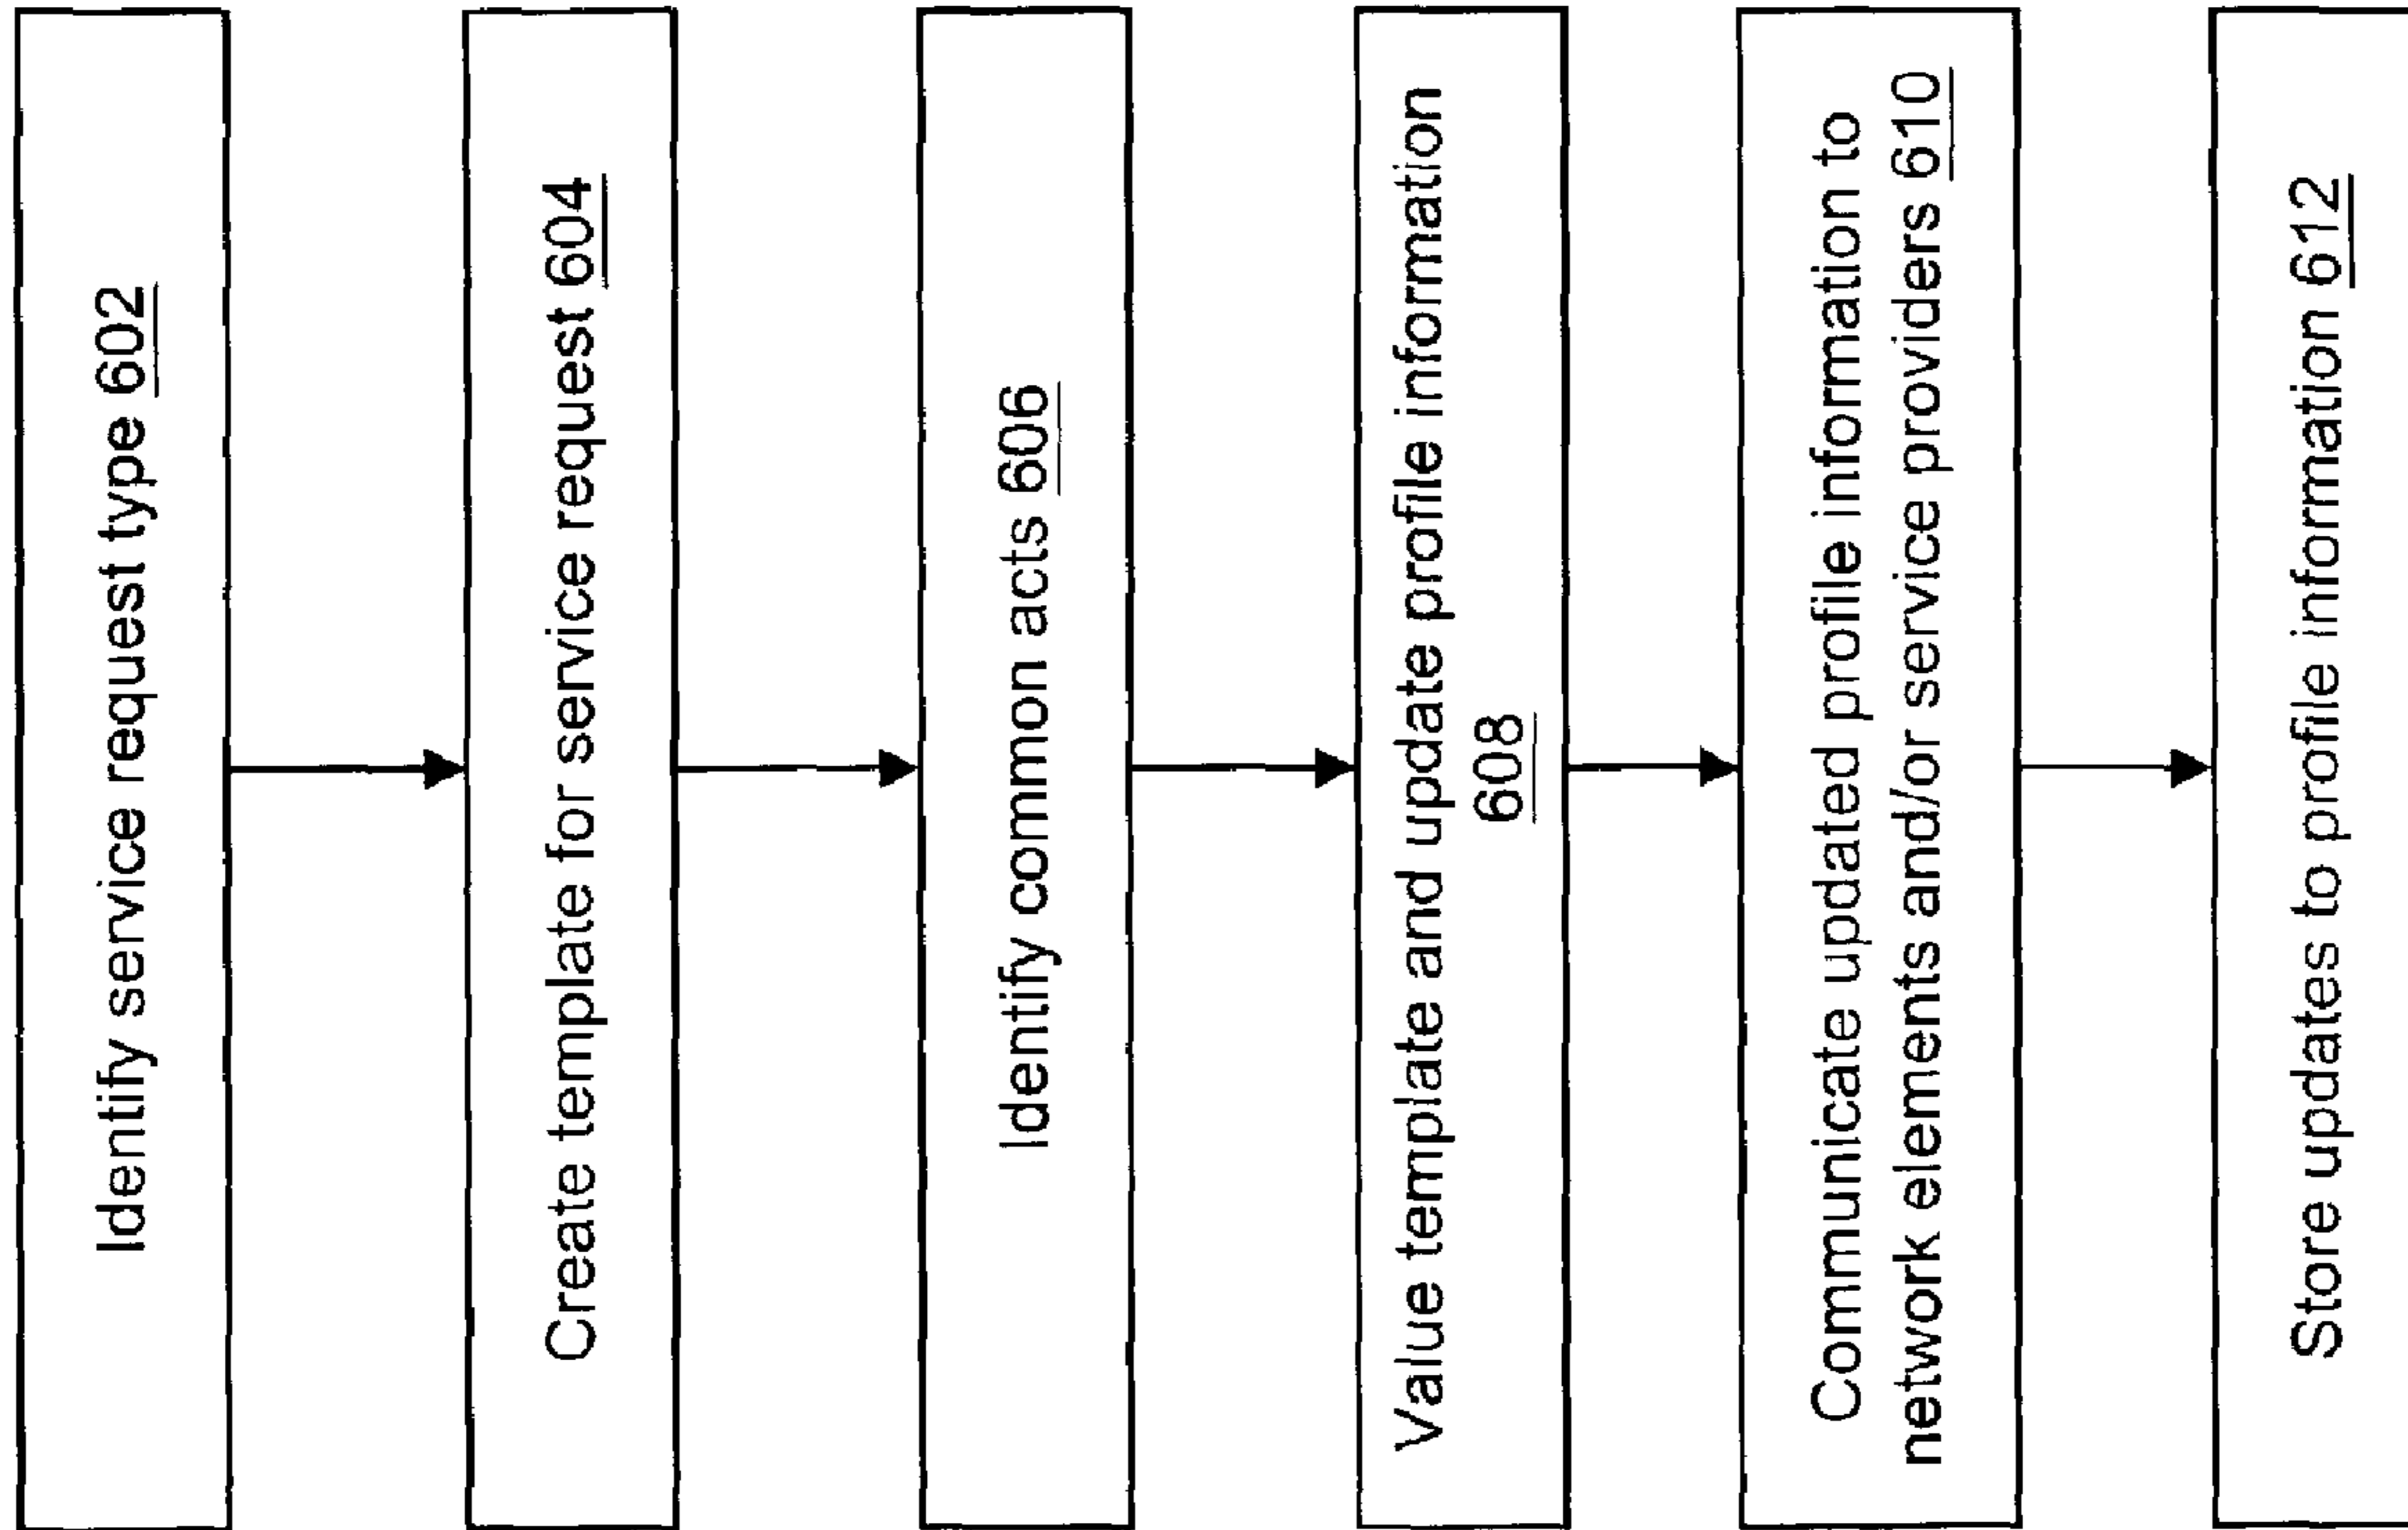 Identify service request type 602
Create template for service request 604
Identify common acts 606
Value template and update profile information
608
Communicate updated profile information to
network elements and/or service providers 610
Store updates to profile information 612